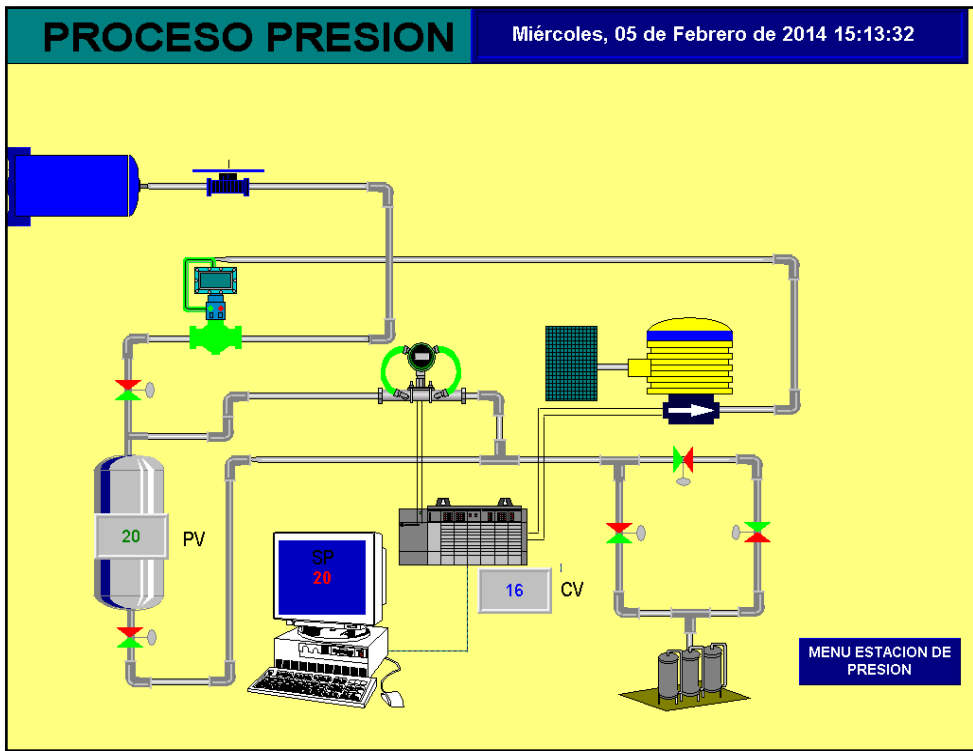 PROCESO PRESION
Miércoles, 05 de Febrero de 2014 15:13:32
20
PV
SP
20
16
CV
MENU ESTACION DE
PRESION